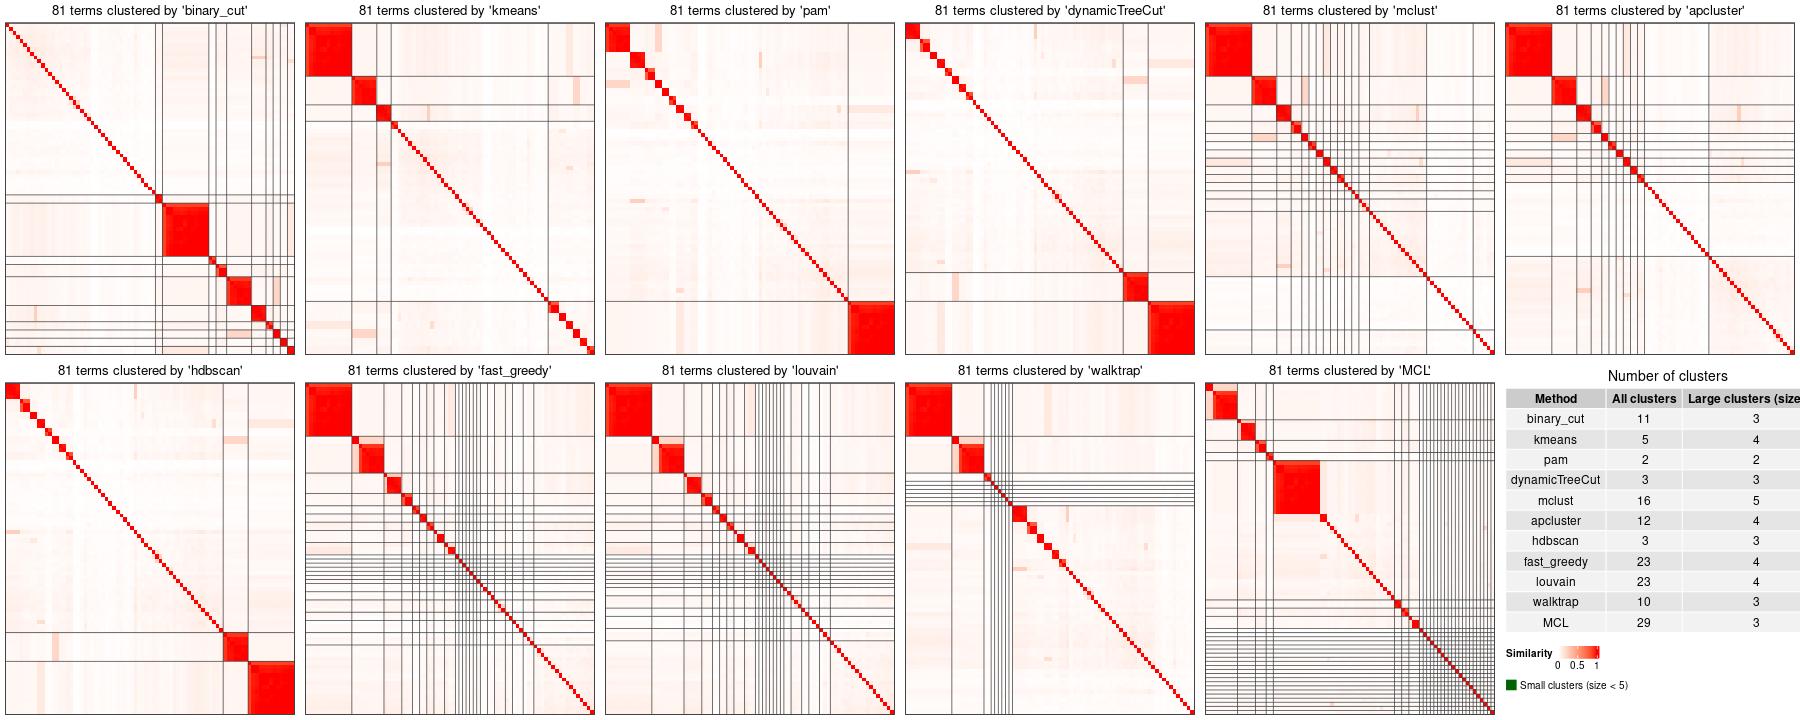 81 terms clustered by 'binary_cut'
81 terms clustered by 'kmeans'
81 terms clustered by 'pam'
81 terms clustered by 'dynamicTreeCut'
81 terms clustered by 'mclust'
81 terms clustered by 'apcluster'
81 terms clustered by 'hdbscan'
81 terms clustered by 'fast_greedy'
81 terms clustered by 'louvain'
81 terms clustered by 'walktrap'
81 terms clustered by 'MCL'
Number of clusters
Method All clusters Large clusters (size
binary_cut 11 3
kmeans 5 4
pam 2 2
dynamicTreeCut 3 3
mclust 16 5
apcluster 12 4
hdbscan 3 3
fast_greedy 23 4
louvain 23 4
walktrap 10 3
MCL 29 3
Similarity
0 0.5 1
Small clusters (size < 5)